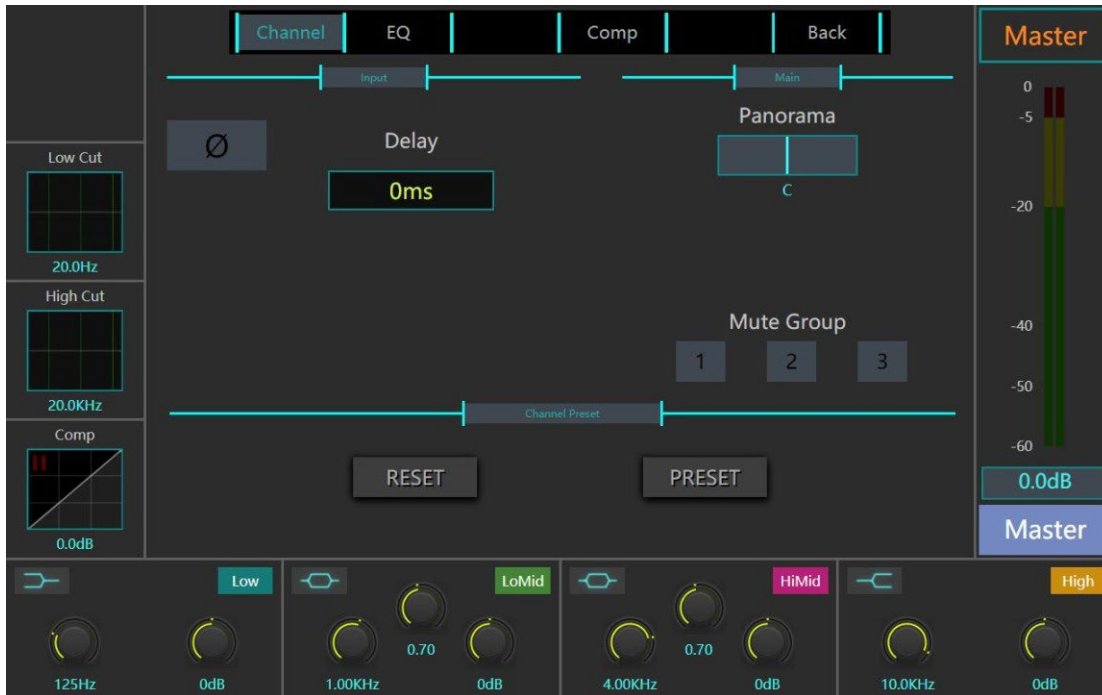 Channel
EQ
Comp
Back
Master
Input
Main
Ø
Delay
0ms
Panorama
C
Low Cut
20.0Hz
High Cut
20.0KHz
Comp
0.0dB
Mute Group
1 2 3
Channel Preset
RESET
PRESET
0
-5
-20
-40
-50
-60
0.0dB
Master
Low
125Hz
0dB
LoMid
0.70
1.00KHz
0dB
HiMid
0.70
4.00KHz
0dB
High
10.0KHz
0dB